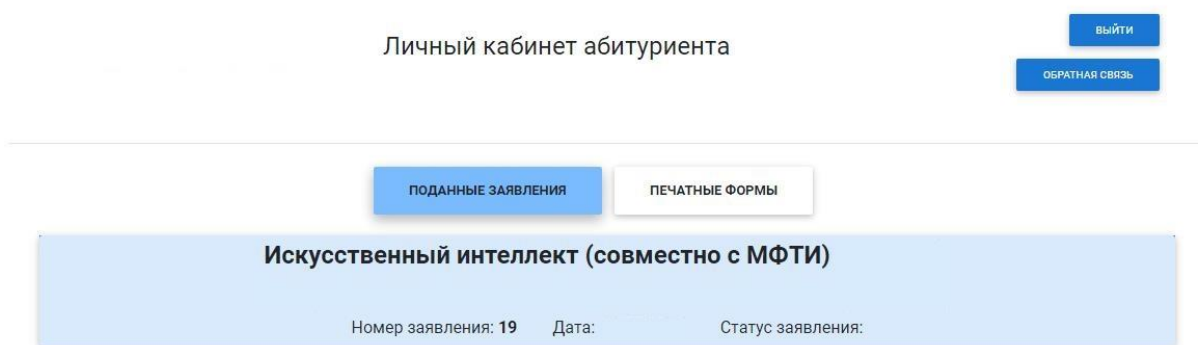 Личный кабинет абитуриента
ВЫЙТИ
ОБРАТНАЯ СВЯЗЬ
ПОДАННЫЕ ЗАЯВЛЕНИЯ
ПЕЧАТНЫЕ ФОРМЫ
Искусственный интеллект (совместно с МФТИ)
Номер заявления: 19 Дата: Статус заявления: